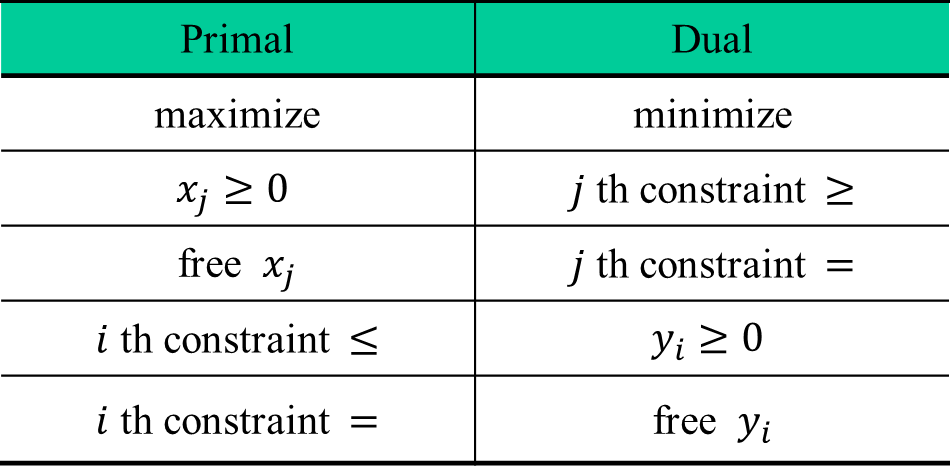 Primal Dual
maximize minimize
x_j ≥ 0 j th constraint ≥
free x_j j th constraint =
i th constraint ≤ y_i ≥ 0
i th constraint = free y_i